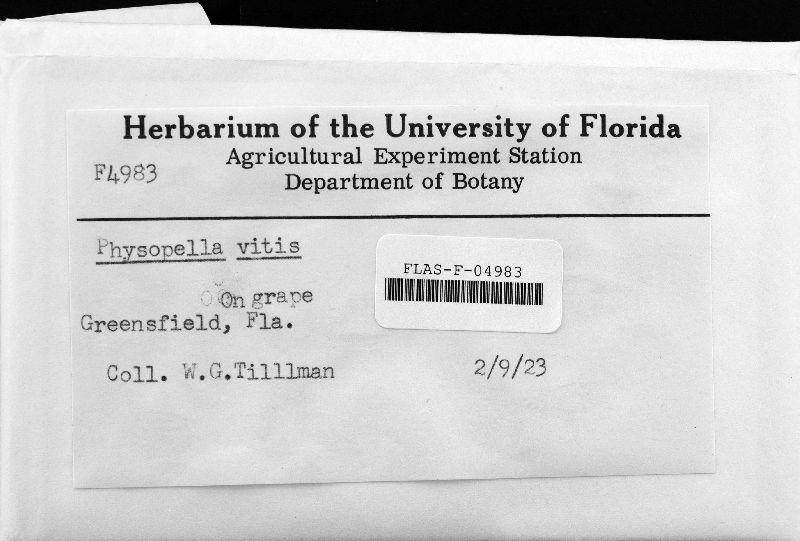 Herbarium of the University of Florida
Agricultural Experiment Station
F4983
Department of Botany
Physopella vitis
FLAS-F-04983
On grape
Greensfield, Fla.
Coll. W.G.Tilllman 2/9/23